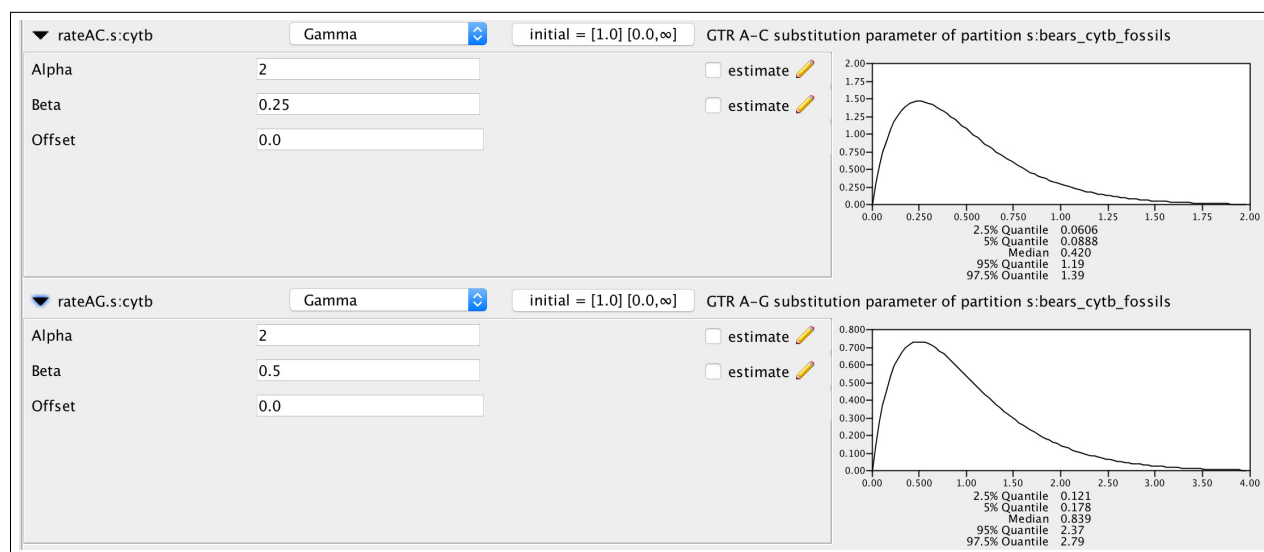 rateAC.s:cytb Gamma initial = [1.0] [0.0,∞] GTR A-C substitution parameter of partition s:bears_cytb_fossils
Alpha 2 estimate
Beta 0.25 estimate
Offset 0.0
2.00
1.75
1.50
1.25
1.00
0.750
0.500
0.250
0.00
0.00 0.250 0.500 0.750 1.00 1.25 1.50 1.75 2.00
2.5% Quantile 0.0606
5% Quantile 0.0888
Median 0.420
95% Quantile 1.19
97.5% Quantile 1.39
rateAG.s:cytb Gamma initial = [1.0] [0.0,∞] GTR A-G substitution parameter of partition s:bears_cytb_fossils
Alpha 2 estimate
Beta 0.5 estimate
Offset 0.0
0.800
0.700
0.600
0.500
0.400
0.300
0.200
0.100
0.00
0.00 0.500 1.00 1.50 2.00 2.50 3.00 3.50 4.00
2.5% Quantile 0.121
5% Quantile 0.178
Median 0.839
95% Quantile 2.37
97.5% Quantile 2.79